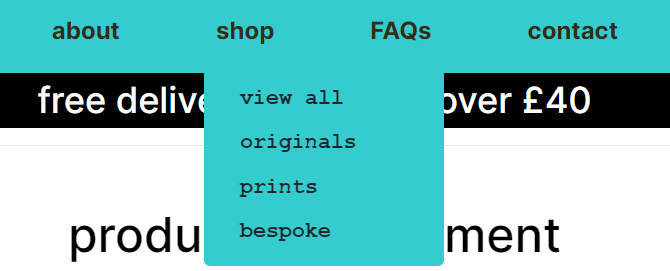 about shop FAQs contact
free delive over £40
view all
originals
prints
bespoke
produ ment